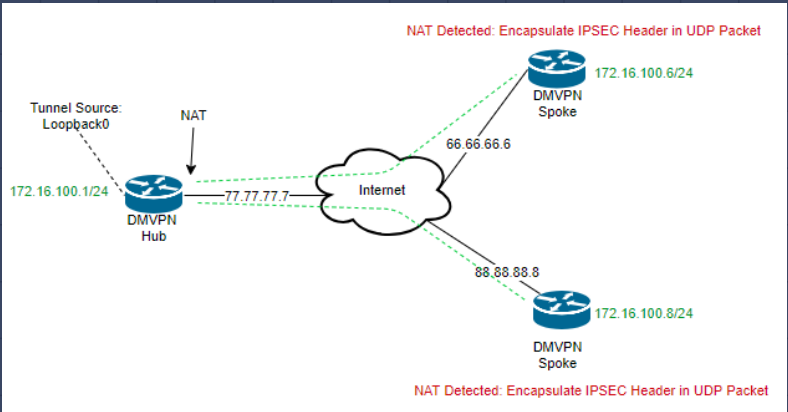 NAT Detected: Encapsulate IPSEC Header in UDP Packet
172.16.100.6/24
DMVPN
Spoke
Tunnel Source:
Loopback0
NAT
66.66.66.6
172.16.100.1/24
77.77.77.7
Internet
DMVPN
Hub
88.88.88.8
172.16.100.8/24
DMVPN
Spoke
NAT Detected: Encapsulate IPSEC Header in UDP Packet